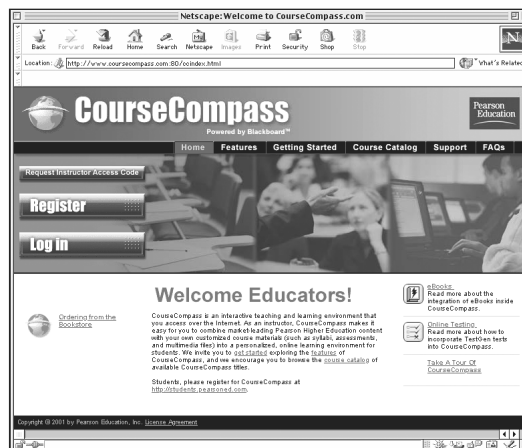 Netscape: Welcome to CourseCompass.com
Back Forward Reload Home Search Netscape Images Print Security Shop Stop
N
Location: http://www.coursecompass.com:80/ccindex.html What's Related
CourseCompass
Powered by Blackboard™
Pearson
Education
Home Features Getting Started Course Catalog Support FAQs
Request Instructor Access Code
Register
Log in
Welcome Educators!
Ordering from the
Bookstore
CourseCompass is an interactive teaching and learning environment that
you access over the Internet. As an instructor, CourseCompass makes it
easy for you to combine market-leading Pearson Higher Education content
with your own customized course materials (such as syllabi, assessments,
and multimedia files) into a personalized, online learning environment for
students. We invite you to get started exploring the features of
CourseCompass, and we encourage you to browse the course catalog of
available CourseCompass titles.
Students, please register for CourseCompass at
http://students.pearsoned.com.
eBooks
Read more about the
integration of eBooks inside
CourseCompass.
Online Testing
Read more about how to
incorporate TestGen tests
into CourseCompass.
Take A Tour Of
CourseCompass
Copyright © 2001 by Pearson Education, Inc. License Agreement